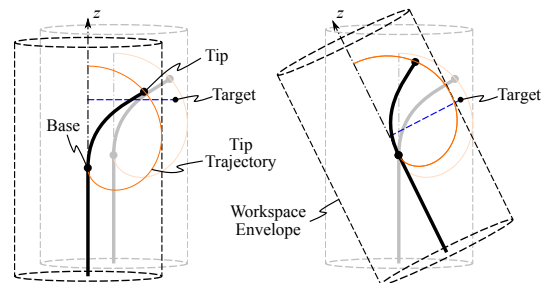 z
Tip
Target
Base
Tip
Trajectory
z
Target
Workspace
Envelope